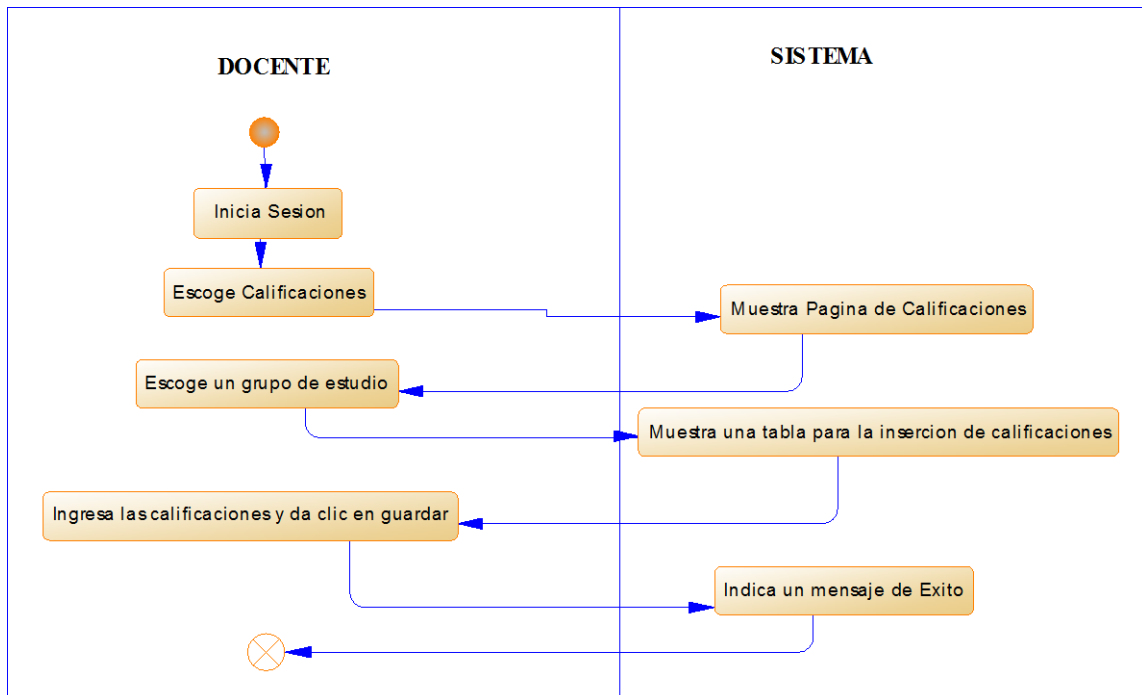 DOCENTE
SISTEMA
Inicia Sesion
Escoge Calificaciones
Muestra Pagina de Calificaciones
Escoge un grupo de estudio
Muestra una tabla para la insercion de calificaciones
Ingresa las calificaciones y da clic en guardar
Indica un mensaje de Exito